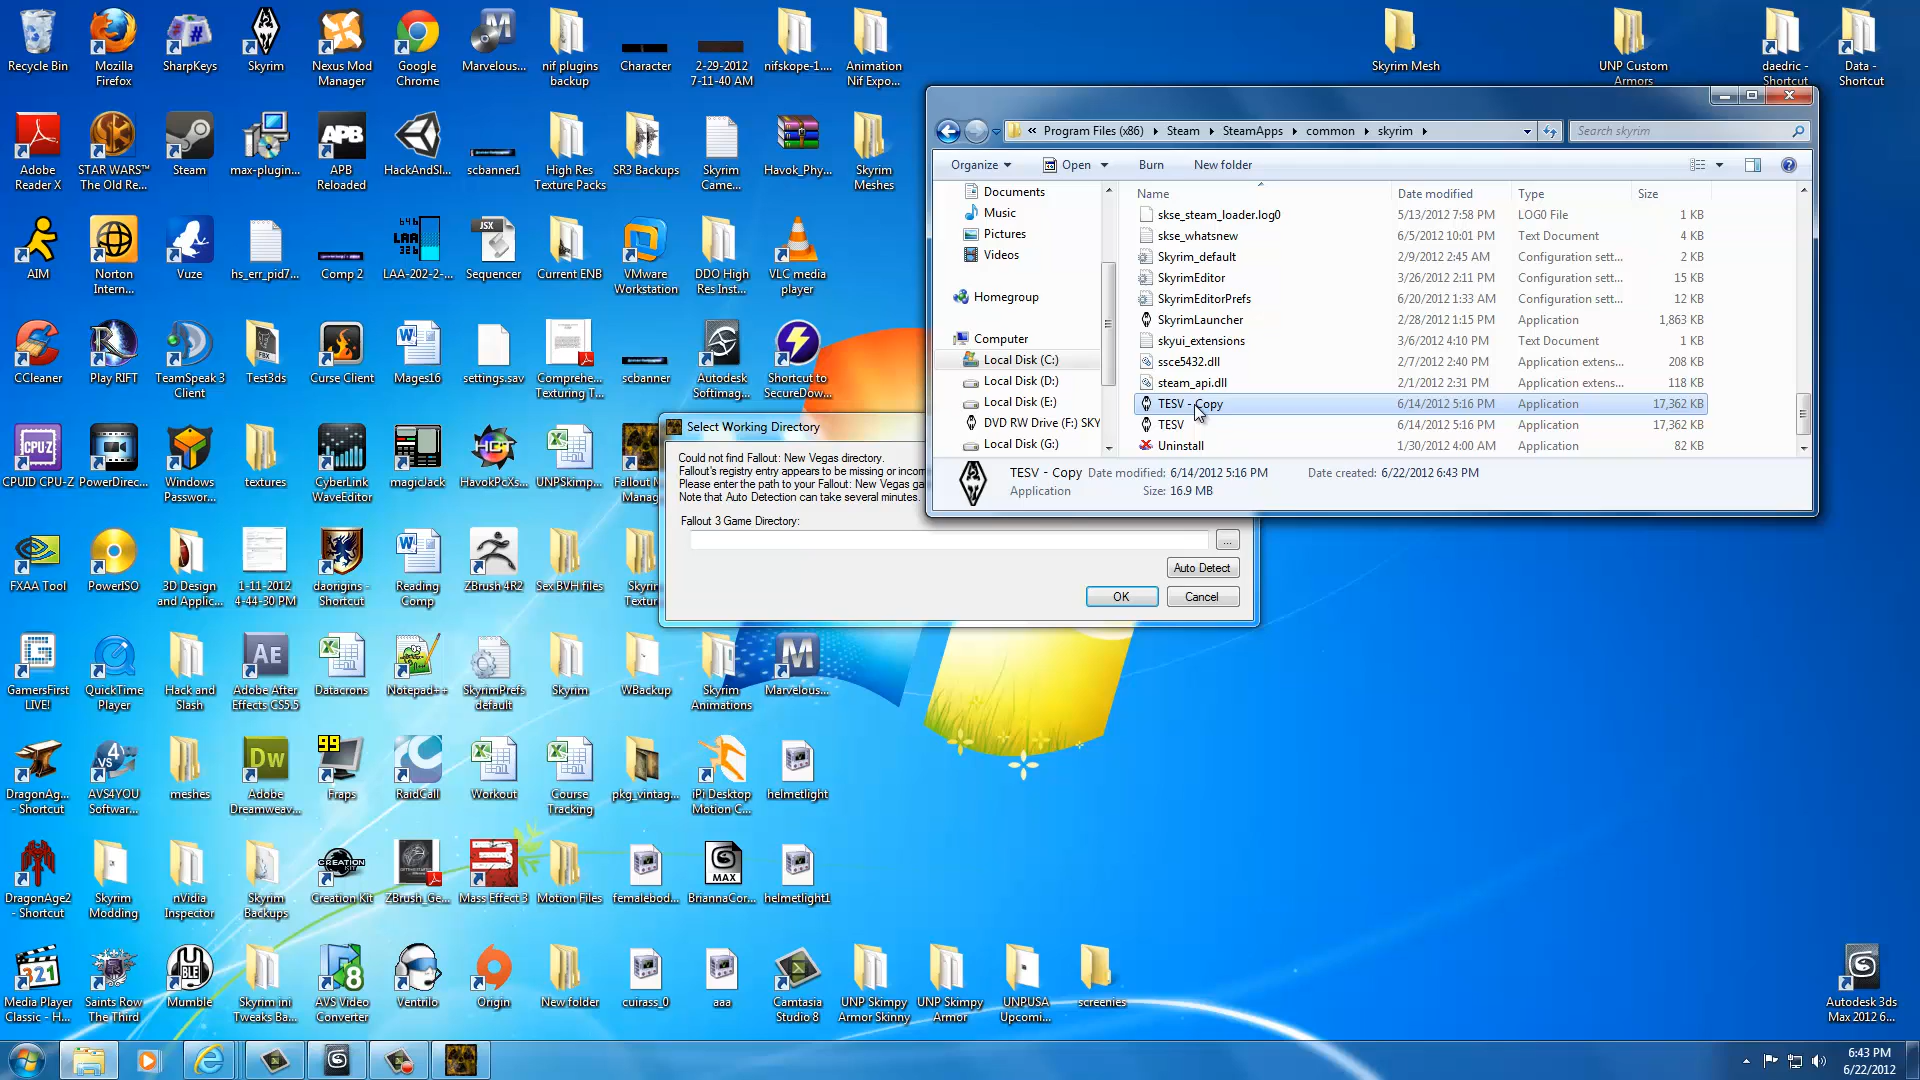 Recycle Bin
Mozilla Firefox
SharpKeys
Skyrim
Nexus Mod Manager
Google Chrome
Marvelous...
nif plugins backup
Character
2-29-2012 7-11-40 AM
nifskope-1....
Animation Nif Expo...
Skyrim Mesh
UNP Custom Armors
daedric - Shortcut
Data - Shortcut
Adobe Reader X
STAR WARS™ The Old Re...
Steam
max-plugin...
APB Reloaded
HackAndSl...
scbanner1
High Res Texture Packs
SR3 Backups
Skyrim Game...
Havok_Phy...
Skyrim Meshes
AIM
Norton Intern...
Vuze
hs_err_pid7...
Comp 2
LAA-202-2-...
Sequencer
Current ENB
VMware Workstation
DDO High Res Inst...
VLC media player
CCleaner
Play RIFT
TeamSpeak 3 Client
Test3ds
Curse Client
Mages16
settings.sav
Comprehe... Texturing T...
scbanner
Autodesk Softimag...
Shortcut to SecureDow...
CPUID CPU-Z
PowerDirec...
Windows Passwor...
textures
CyberLink WaveEditor
magicJack
HavokPcXs...
UNPSkimp...
FXAA Tool
PowerISO
3D Design and Applic...
1-11-2012 4-44-30 PM
daorigins - Shortcut
Reading Comp
ZBrush 4R2
Sex BVH files
GamersFirst LIVE!
QuickTime Player
Hack and Slash
Adobe After Effects CS5.5
Datacrons
Notepad++
SkyrimPrefs default
Skyrim
WBackup
Skyrim Animations
Marvelous...
DragonAg... - Shortcut
AVS4YOU Softwar...
meshes
Adobe Dreamweav...
Fraps
RaidCall
Workout
Course Tracking
pkg_vintag...
iPi Desktop Motion C...
helmetlight
DragonAge2 - Shortcut
Skyrim Modding
nVidia Inspector
Skyrim Backups
Creation Kit
ZBrush_Ge...
Mass Effect 3
Motion Files
femalebod...
BriannaCor...
helmetlight1
Media Player Classic - H...
Saints Row The Third
Mumble
Skyrim ini Tweaks Ba...
AVS Video Converter
Ventrilo
Origin
New folder
cuirass_0
aaa
Camtasia Studio 8
UNP Skimpy Armor Skinny
UNP Skimpy Armor
UNPUSA Upcomi...
screenies
Autodesk 3ds Max 2012 6...
« Program Files (x86) Steam SteamApps common skyrim
Search skyrim
Organize Open Burn New folder
Documents
Music
Pictures
Videos
Homegroup
Computer
Local Disk (C:)
Local Disk (D:)
Local Disk (E:)
DVD RW Drive (F:) SKY
Local Disk (G:)
Name Date modified Type Size
skse_steam_loader.log0 5/13/2012 7:58 PM LOG0 File 1 KB
skse_whatsnew 6/5/2012 10:01 PM Text Document 4 KB
Skyrim_default 2/9/2012 2:45 AM Configuration sett... 2 KB
SkyrimEditor 3/26/2012 2:11 PM Configuration sett... 15 KB
SkyrimEditorPrefs 6/20/2012 1:33 AM Configuration sett... 12 KB
SkyrimLauncher 2/28/2012 1:15 PM Application 1,863 KB
skyui_extensions 3/6/2012 4:10 PM Text Document 1 KB
ssce5432.dll 2/7/2012 2:40 PM Application extens... 208 KB
steam_api.dll 2/1/2012 2:31 PM Application extens... 118 KB
TESV - Copy 6/14/2012 5:16 PM Application 17,362 KB
TESV 6/14/2012 5:16 PM Application 17,362 KB
Uninstall 1/30/2012 4:00 AM Application 82 KB
TESV - Copy Date modified: 6/14/2012 5:16 PM Date created: 6/22/2012 6:43 PM
Application Size: 16.9 MB
Select Working Directory
Could not find Fallout: New Vegas directory.
Fallout's registry entry appears to be missing or incom
Please enter the path to your Fallout: New Vegas ga
Note that Auto Detection can take several minutes.
Fallout 3 Game Directory:
...
Auto Detect
OK Cancel
6:43 PM
6/22/2012